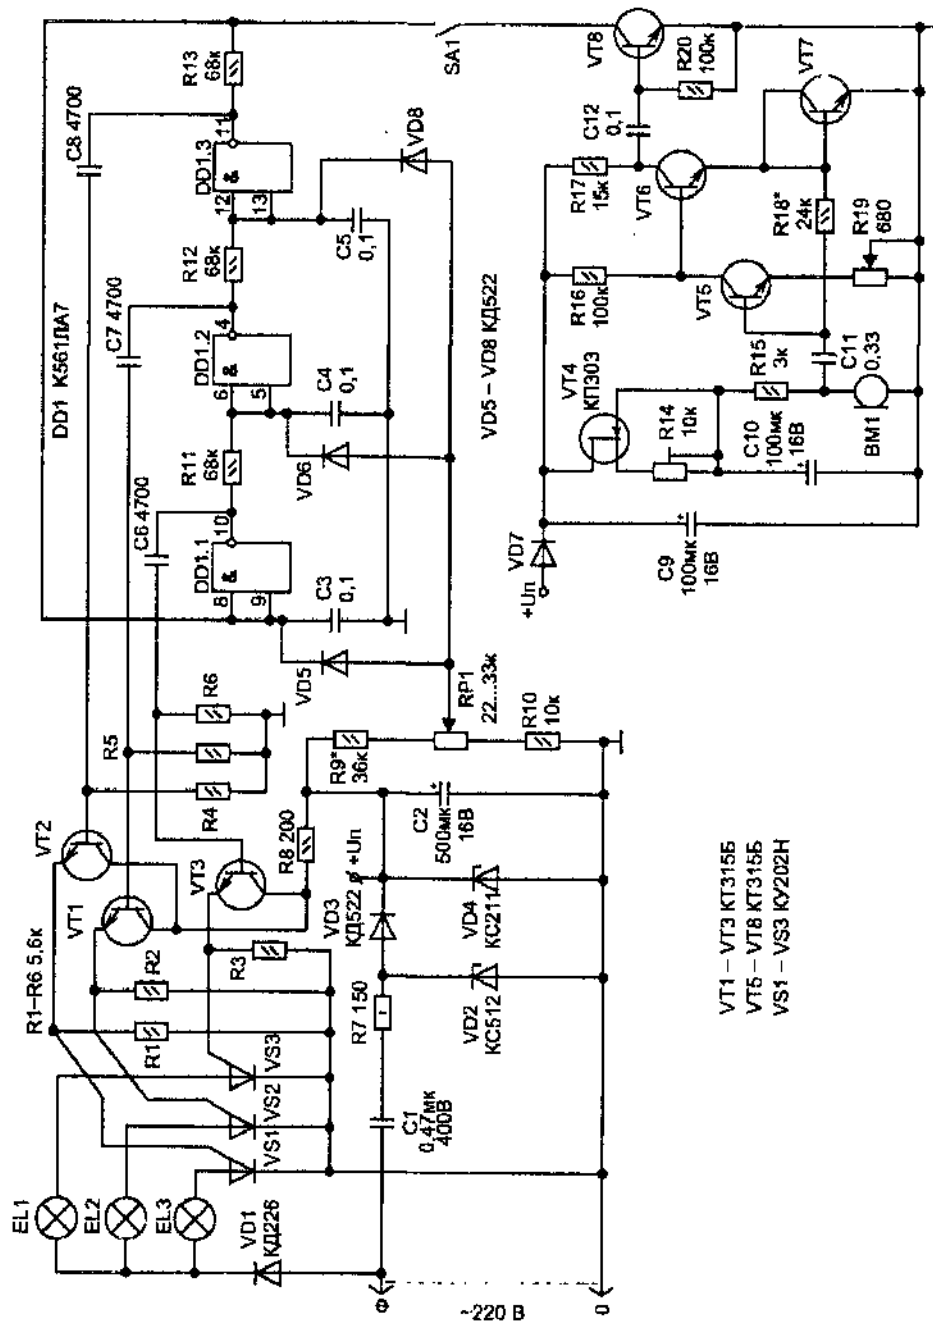 EL1
EL2
EL3
VD1
КД226
R1–R6 5,6к
R1
R2
VS1
VS2
VS3
VT1
VT2
VT3
R3
R4
R5
R6
C6 4700
C7 4700
C8 4700
DD1 К561ЛА7
DD1.1
&
8
9
10
R11
68к
DD1.2
&
6
5
4
R12
68к
DD1.3
&
12
13
11
R13
68к
C3
0,1
C4
0,1
C5
0,1
VD5
VD6
VD8
RP1
22...33к
R8 200
R9*
36к
R10
10к
Ф
~220 В
0
C1
0,47мк
400В
R7 150
VD2
КС512
VD3
КД522
+Uп
VD4
КС211
C2
500мк
16В
VD5 – VD8 КД522
SA1
+Uп
VD7
C9
100мк
16В
VT4
КП303
R14
10к
C10
100мк
16В
R15
3к
BM1
C11
0,33
R16
100к
R17
15к
VT5
VT6
C12
0,1
VT8
R20
100к
VT7
R18*
24к
R19
680
VT1 – VT3 КТ315Б
VT5 – VT8 КТ315Б
VS1 – VS3 КУ202Н